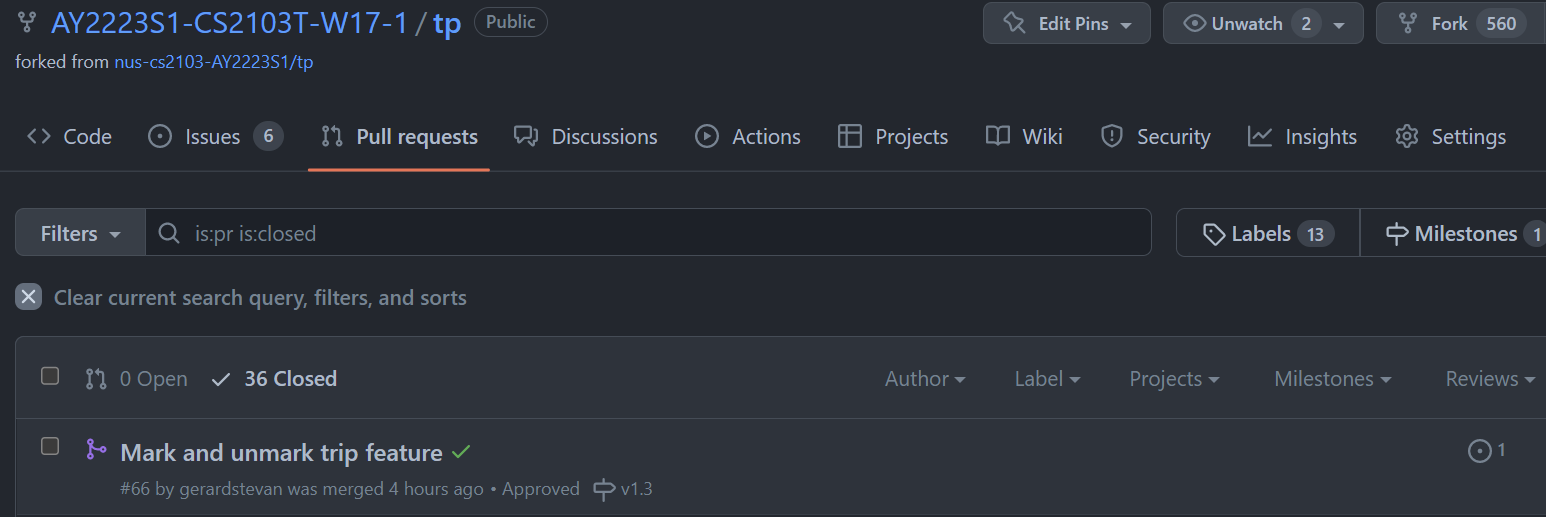 AY2223S1-CS2103T-W17-1 / tp Public Edit Pins Unwatch 2 Fork 560
forked from nus-cs2103-AY2223S1/tp
Code Issues 6 Pull requests Discussions Actions Projects Wiki Security Insights Settings
Filters is:pr is:closed Labels 13 Milestones 1
Clear current search query, filters, and sorts
0 Open 36 Closed Author Label Projects Milestones Reviews
Mark and unmark trip feature 1
#66 by gerardstevan was merged 4 hours ago • Approved v1.3